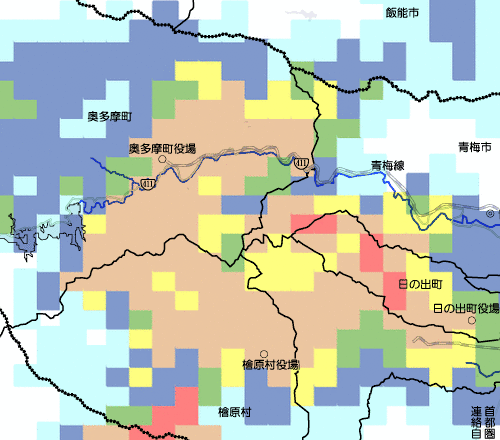 飯能市
奥多摩町
奥多摩町役場
411
青梅線
青梅市
411
日の出町
日の出町役場
檜原村役場
檜原村
首都圏
連絡自